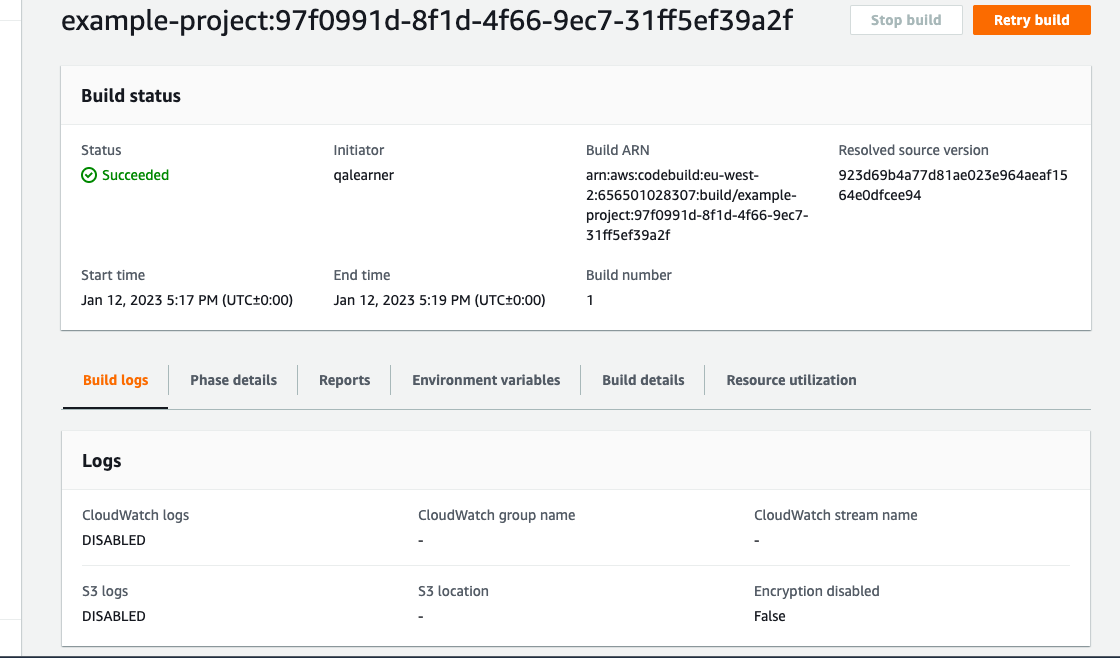 example-project:97f0991d-8f1d-4f66-9ec7-31ff5ef39a2f
Stop build
Retry build
Build status
Status
Succeeded
Initiator
qalearner
Build ARN
arn:aws:codebuild:eu-west-
2:656501028307:build/example-
project:97f0991d-8f1d-4f66-9ec7-
31ff5ef39a2f
Resolved source version
923d69b4a77d81ae023e964aeaf15
64e0dfcee94
Start time
Jan 12, 2023 5:17 PM (UTC±0:00)
End time
Jan 12, 2023 5:19 PM (UTC±0:00)
Build number
1
Build logs
Phase details
Reports
Environment variables
Build details
Resource utilization
Logs
CloudWatch logs
DISABLED
CloudWatch group name
-
CloudWatch stream name
-
S3 logs
DISABLED
S3 location
-
Encryption disabled
False